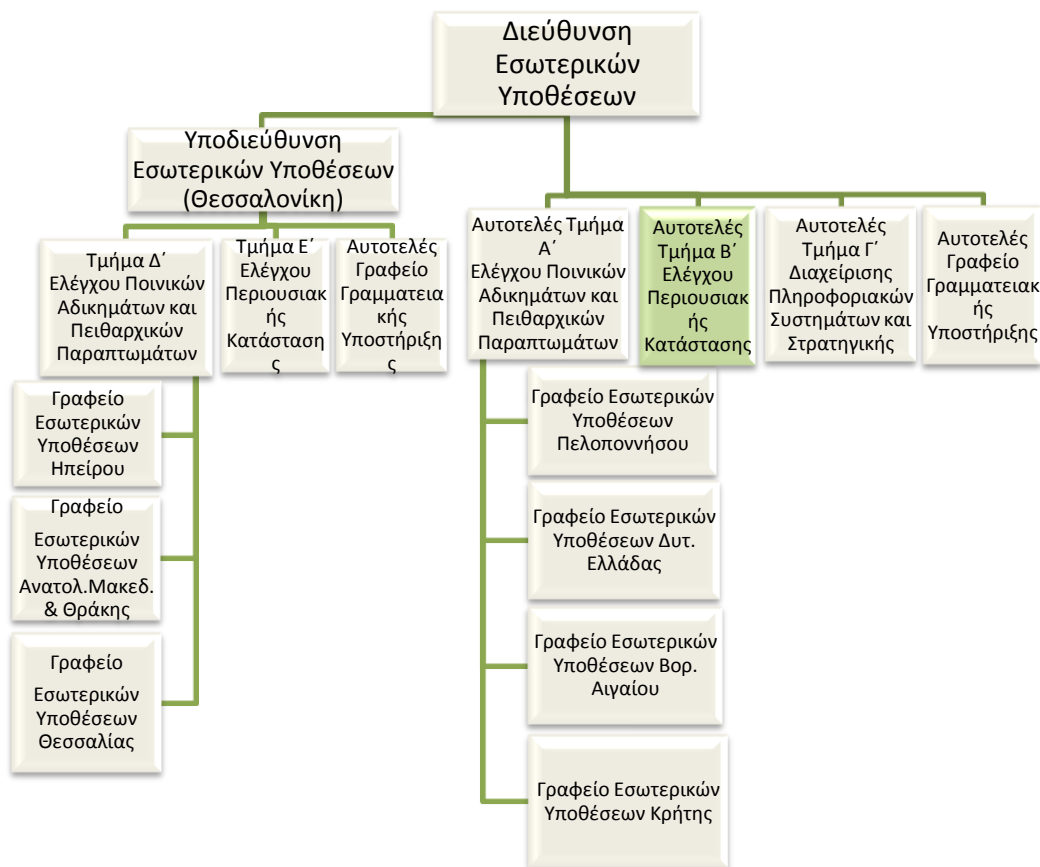 Διεύθυνση
Εσωτερικών
Υποθέσεων
Υποδιεύθυνση
Εσωτερικών Υποθέσεων
(Θεσσαλονίκη)
Τμήμα Δ΄
Ελέγχου Ποινικών
Αδικημάτων και
Πειθαρχικών
Παραπτωμάτων
Τμήμα Ε΄
Ελέγχου
Περιουσιακ
ής
Κατάσταση
ς
Αυτοτελές
Γραφείο
Γραμματεια
κής
Υποστήριξη
ς
Αυτοτελές Τμήμα
Α΄
Ελέγχου Ποινικών
Αδικημάτων και
Πειθαρχικών
Παραπτωμάτων
Αυτοτελές
Τμήμα Β΄
Ελέγχου
Περιουσιακ
ής
Κατάστασης
Αυτοτελές
Τμήμα Γ΄
Διαχείρισης
Πληροφοριακών
Συστημάτων και
Στρατηγικής
Αυτοτελές
Γραφείο
Γραμματειακ
ής
Υποστήριξης
Γραφείο
Εσωτερικών
Υποθέσεων
Ηπείρου
Γραφείο
Εσωτερικών
Υποθέσεων
Ανατολ.Μακεδ.
& Θράκης
Γραφείο
Εσωτερικών
Υποθέσεων
Θεσσαλίας
Γραφείο Εσωτερικών
Υποθέσεων
Πελοποννήσου
Γραφείο Εσωτερικών
Υποθέσεων Δυτ.
Ελλάδας
Γραφείο Εσωτερικών
Υποθέσεων Βορ.
Αιγαίου
Γραφείο Εσωτερικών
Υποθέσεων Κρήτης